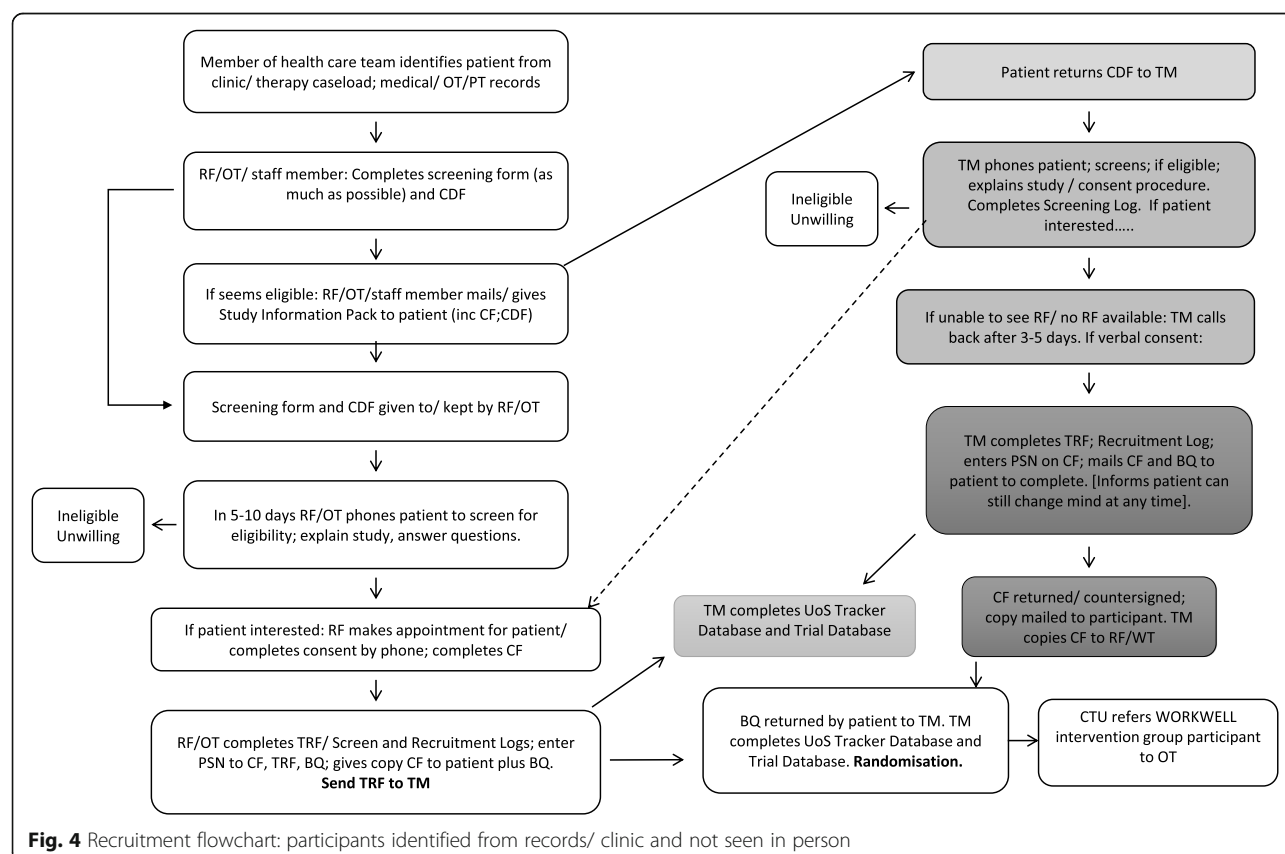 Member of health care team identifies patient from
clinic/ therapy caseload; medical/ OT/PT records
RF/OT/ staff member: Completes screening form (as
much as possible) and CDF
If seems eligible: RF/OT/staff member mails/ gives
Study Information Pack to patient (inc CF;CDF)
Screening form and CDF given to/ kept by RF/OT
Ineligible
Unwilling
In 5-10 days RF/OT phones patient to screen for
eligibility; explain study, answer questions.
If patient interested: RF makes appointment for patient/
completes consent by phone; completes CF
RF/OT completes TRF/ Screen and Recruitment Logs; enter
PSN to CF, TRF, BQ; gives copy CF to patient plus BQ.
Send TRF to TM
Patient returns CDF to TM
Ineligible
Unwilling
TM phones patient; screens; if eligible;
explains study / consent procedure.
Completes Screening Log.  If patient
interested…..
If unable to see RF/ no RF available: TM calls
back after 3-5 days. If verbal consent:
TM completes TRF; Recruitment Log;
enters PSN on CF; mails CF and BQ to
patient to complete. [Informs patient can
still change mind at any time].
TM completes UoS Tracker
Database and Trial Database
CF returned/ countersigned;
copy mailed to participant. TM
copies CF to RF/WT
BQ returned by patient to TM. TM
completes UoS Tracker Database and
Trial Database. Randomisation.
CTU refers WORKWELL
intervention group participant
to OT
Fig. 4 Recruitment flowchart: participants identified from records/ clinic and not seen in person